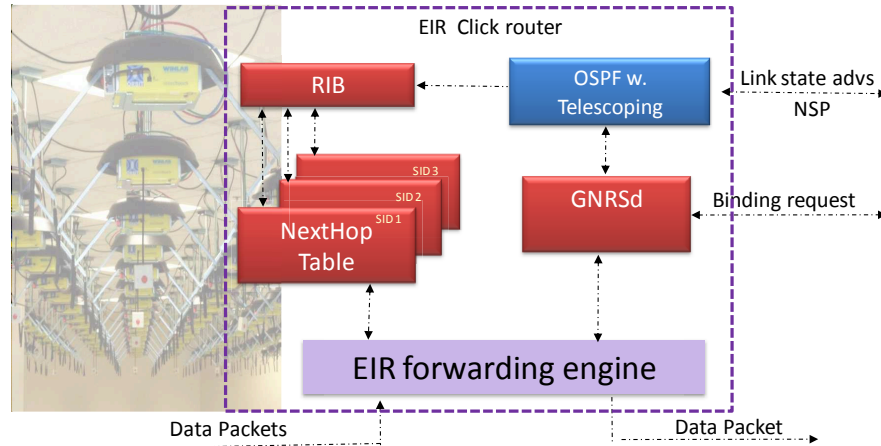 EIR Click router
RIB
OSPF w.
Telescoping
Link state advs
NSP
SID 3
SID 2
SID 1
NextHop
Table
GNRSd
Binding request
EIR forwarding engine
Data Packets
Data Packet